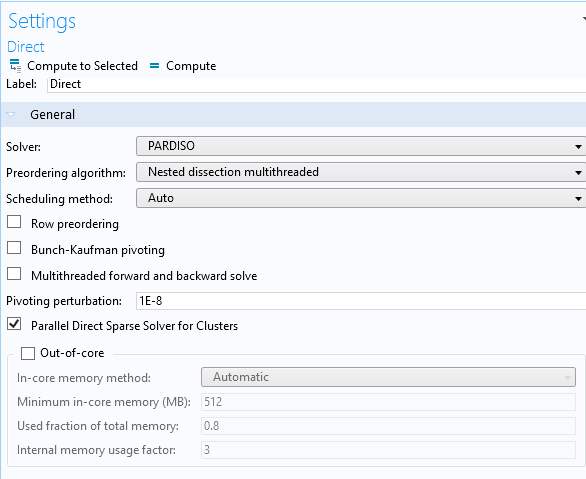 Settings
Direct
Compute to Selected = Compute
Label: Direct
General
Solver: PARDISO
Preordering algorithm: Nested dissection multithreaded
Scheduling method: Auto
Row preordering
Bunch-Kaufman pivoting
Multithreaded forward and backward solve
Pivoting perturbation: 1E-8
Parallel Direct Sparse Solver for Clusters
Out-of-core
In-core memory method: Automatic
Minimum in-core memory (MB): 512
Used fraction of total memory: 0.8
Internal memory usage factor: 3